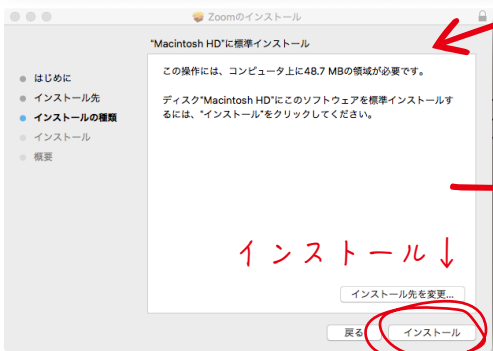 Zoomのインストール
"Macintosh HD"に標準インストール
はじめに
インストール先
インストールの種類
インストール
概要
この操作には、コンピュータ上に48.7 MBの領域が必要です。
ディスク"Macintosh HD"にこのソフトウェアを標準インストールす
るには、"インストール"をクリックしてください。
インストール↓
インストール先を変更...
戻る
インストール